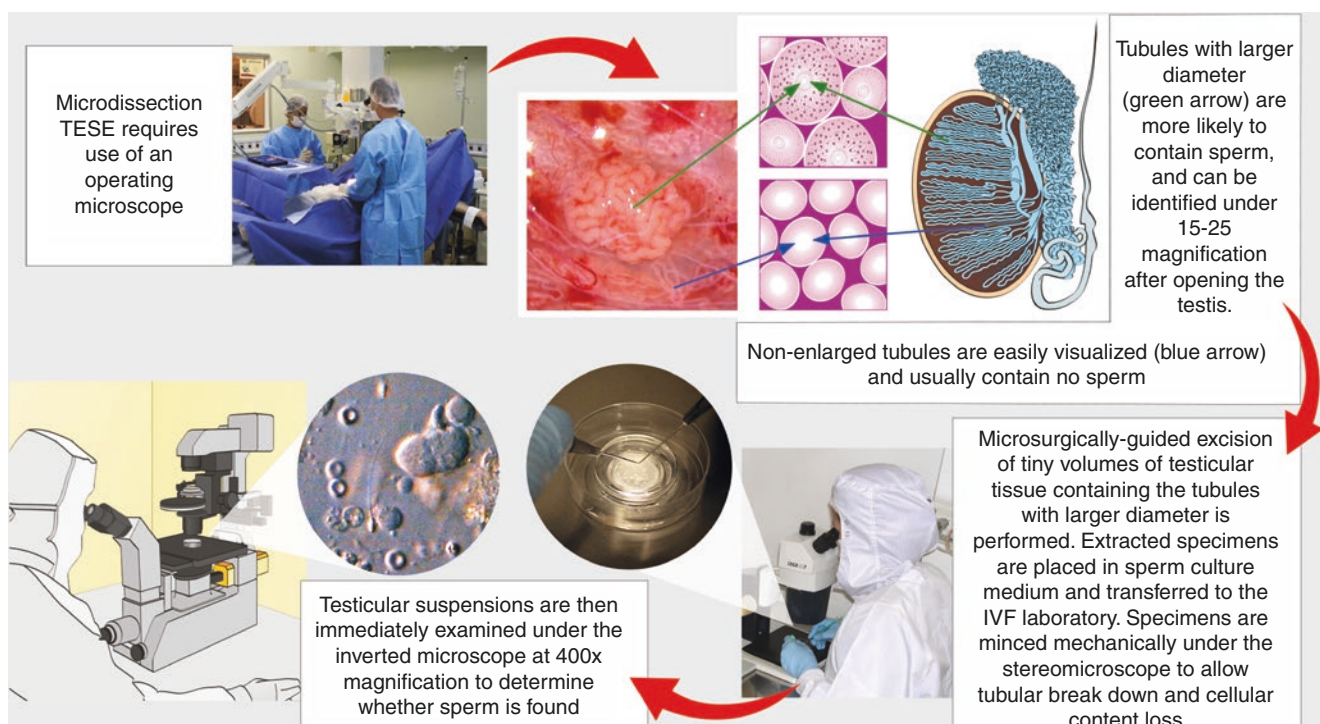 Microdissection
TESE requires
use of an
operating
microscope
Tubules with larger
diameter
(green arrow) are
more likely to
contain sperm,
and can be
identified under
15-25
magnification
after opening the
testis.
Non-enlarged tubules are easily visualized (blue arrow)
and usually contain no sperm
Microsurgically-guided excision
of tiny volumes of testicular
tissue containing the tubules
with larger diameter is
performed. Extracted specimens
are placed in sperm culture
medium and transferred to the
IVF laboratory. Specimens are
minced mechanically under the
stereomicroscope to allow
tubular break down and cellular
content loss
Testicular suspensions are then
immediately examined under the
inverted microscope at 400x
magnification to determine
whether sperm is found